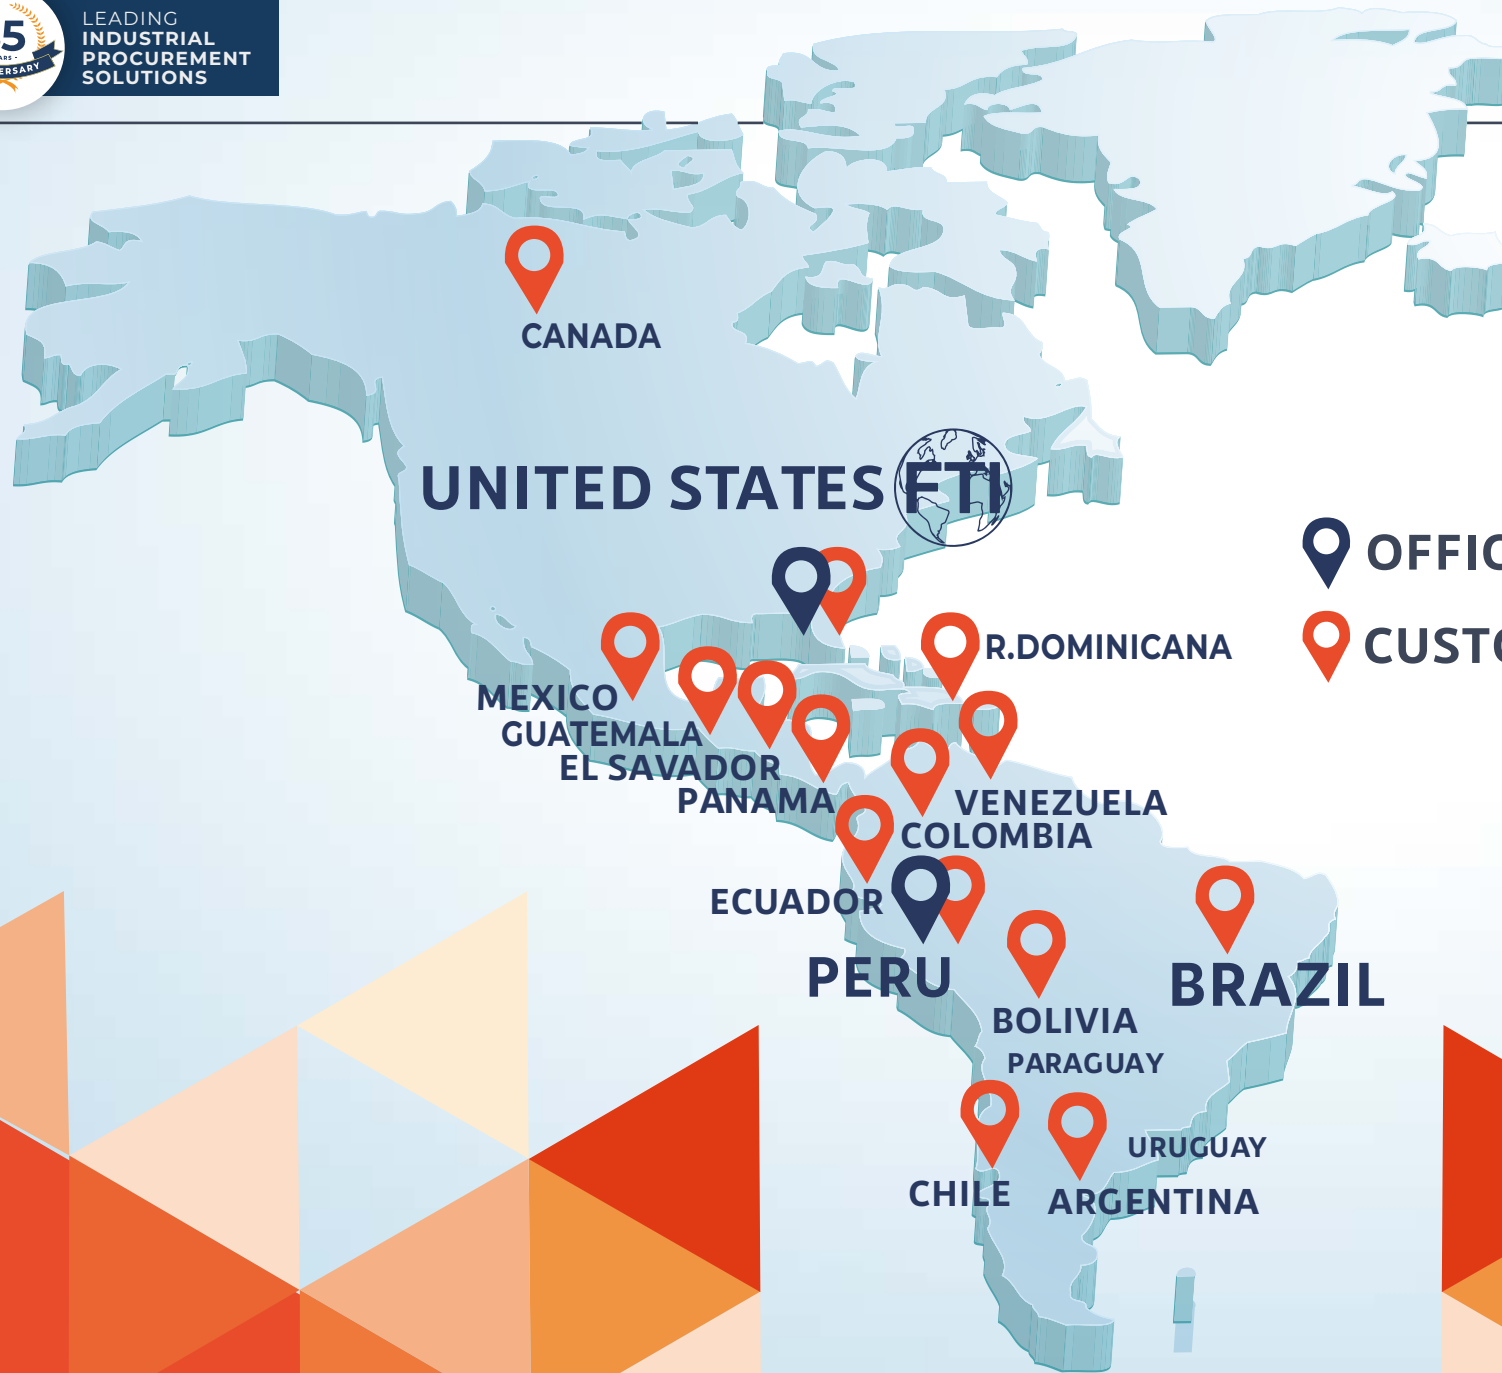 5
LEADING
INDUSTRIAL
PROCUREMENT
SOLUTIONS
CANADA
UNITED STATES
FTI
R.DOMINICANA
MEXICO
GUATEMALA
EL SAVADOR
PANAMA
VENEZUELA
COLOMBIA
ECUADOR
PERU
BRAZIL
BOLIVIA
PARAGUAY
URUGUAY
CHILE
ARGENTINA